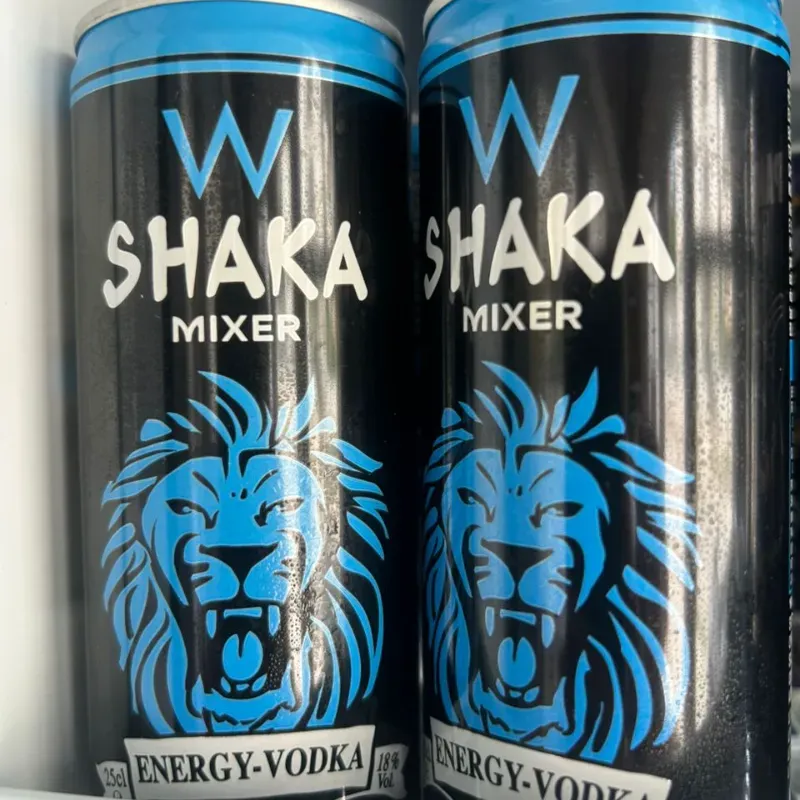 W
SHAKA
MIXER
25cl
ENERGY-VODKA
18%
Vol.
W
SHAKA
MIXER
ENERGY-VODKA